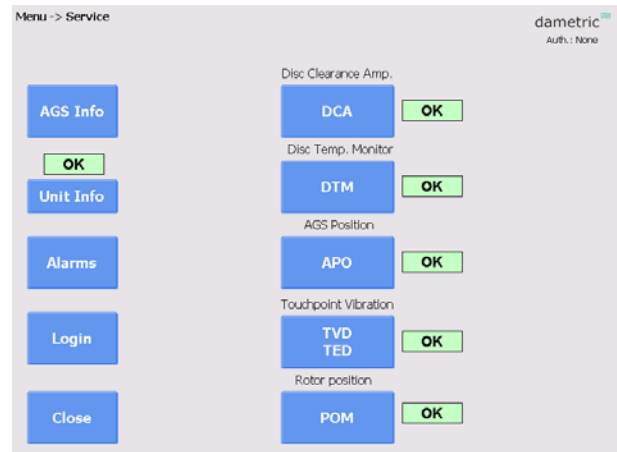 Menu -> Service
dametric
Auth.: None
AGS Info
OK
Unit Info
Alarms
Login
Close
Disc Clearance Amp.
DCA
OK
Disc Temp. Monitor
DTM
OK
AGS Position
APO
OK
Touchpoint Vibration
TVD
TED
OK
Rotor position
POM
OK